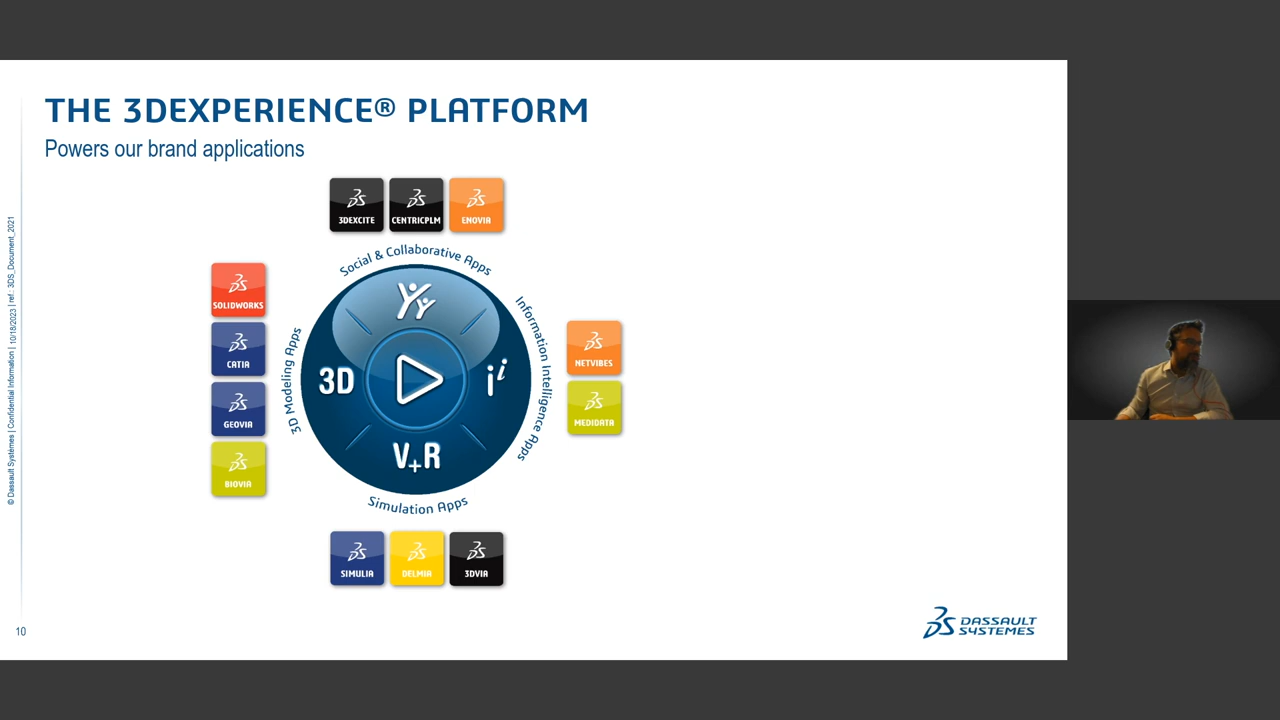 THE 3DEXPERIENCE® PLATFORM
Powers our brand applications
3DEXCITE
CENTRICPLM
ENOVIA
Social & Collaborative Apps
SOLIDWORKS
CATIA
GEOVIA
BIOVIA
3D Modeling Apps
3D
i i
V+R
Information Intelligence Apps
NETVIBES
MEDIDATA
Simulation Apps
SIMULIA
DELMIA
3DVIA
© Dassault Systèmes | Confidential Information | 10/18/2023 | ref.: 3DS_Document_2021
10
DASSAULT
SYSTEMES